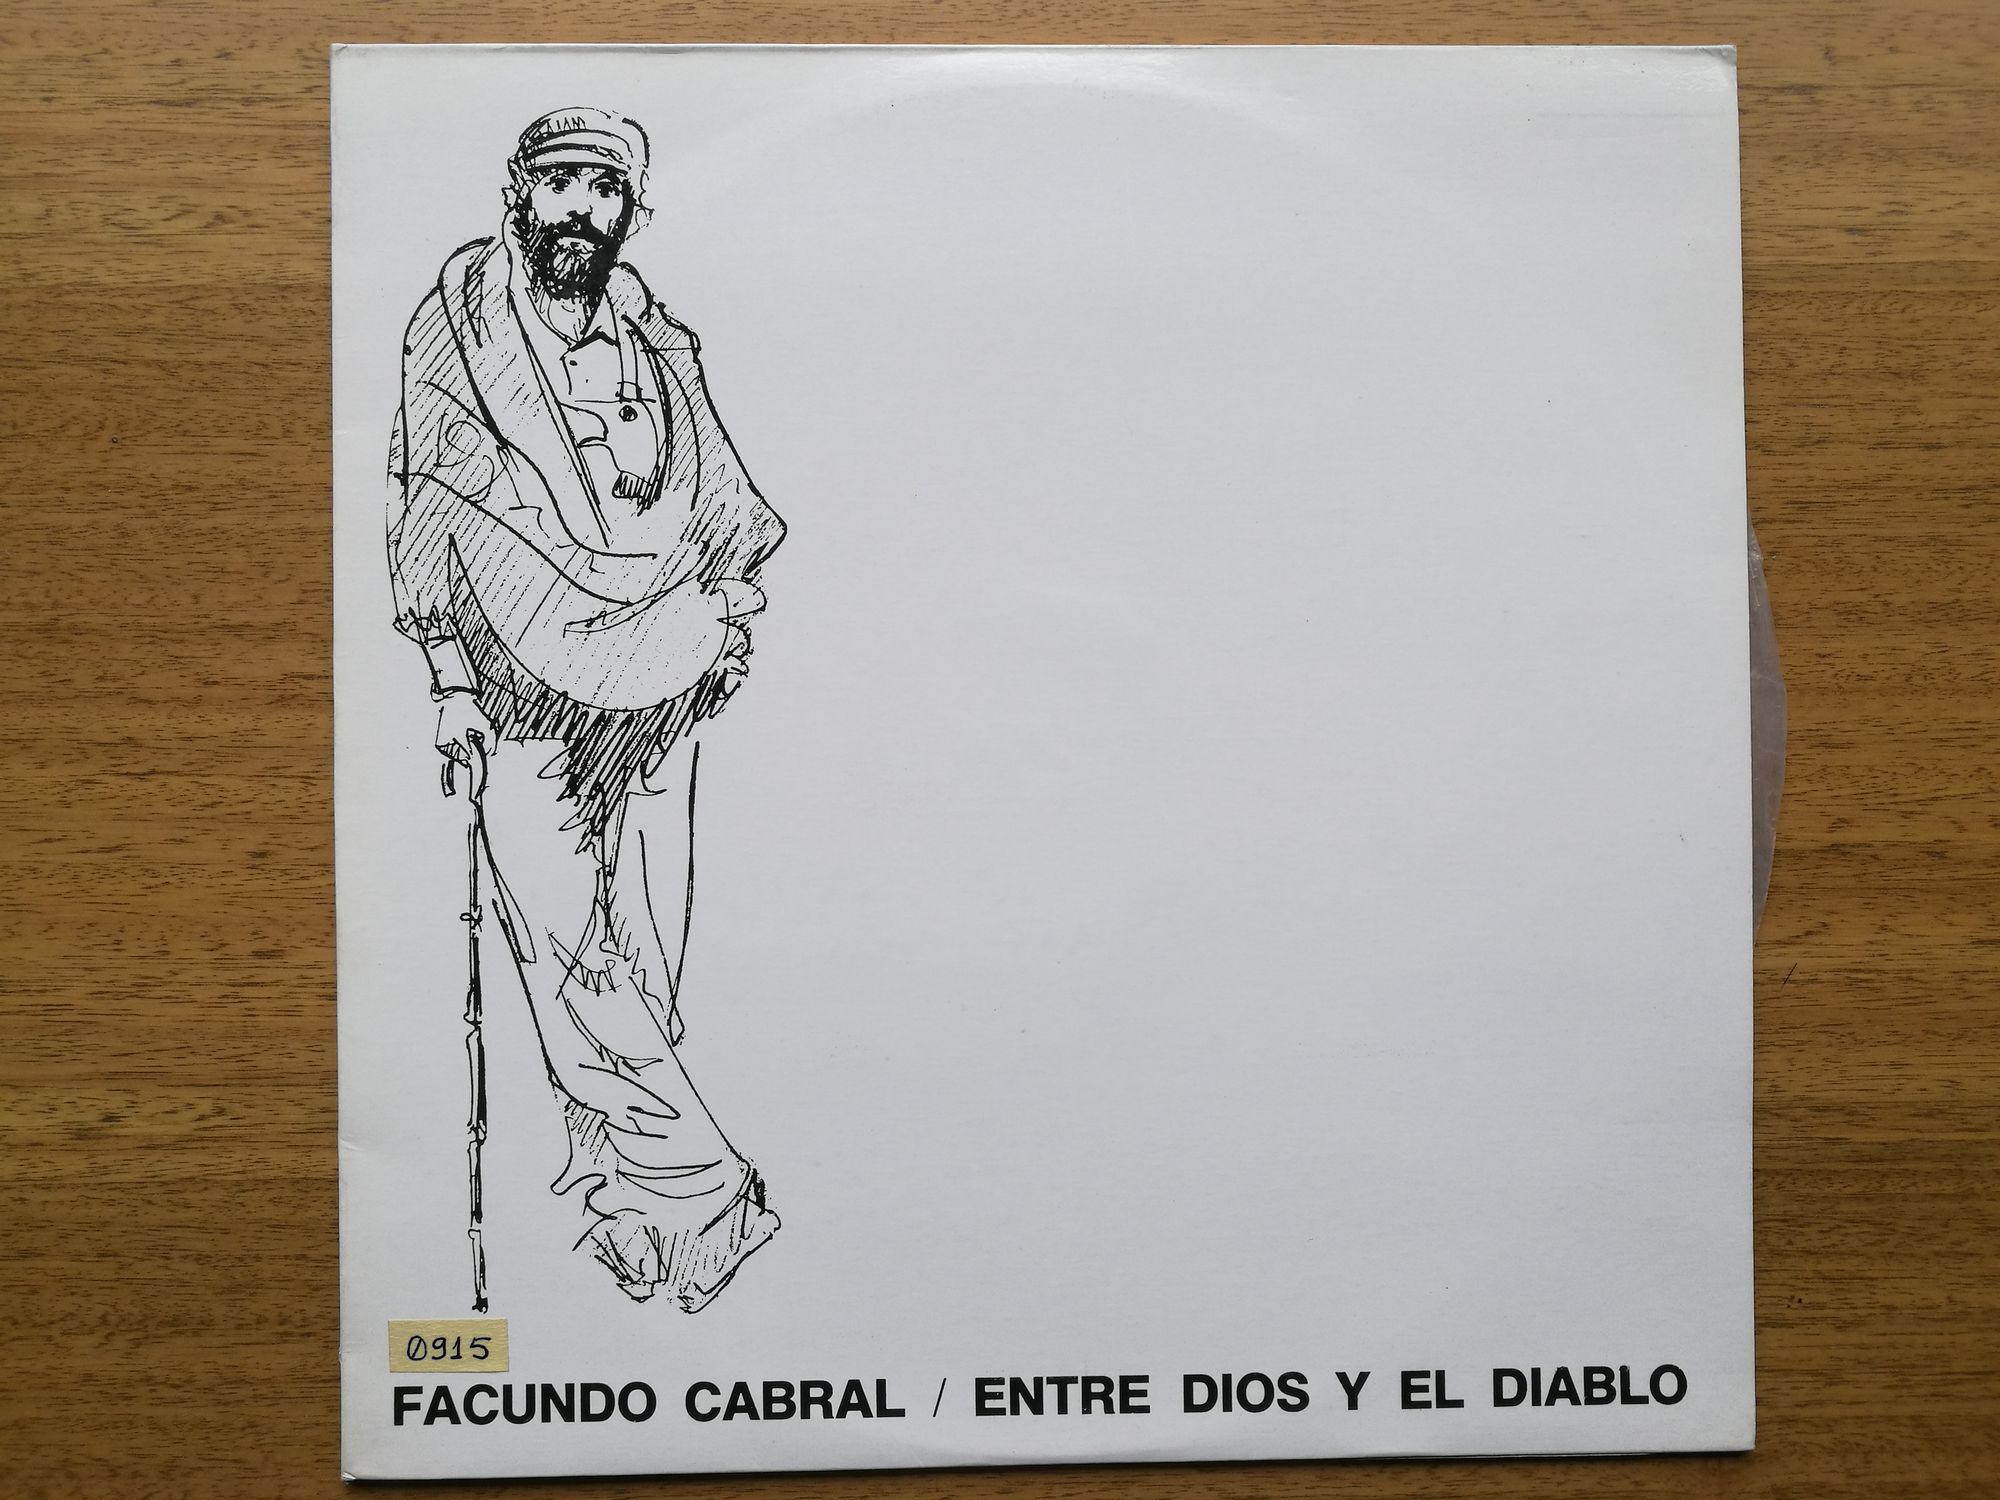 0915
FACUNDO CABRAL / ENTRE DIOS Y EL DIABLO